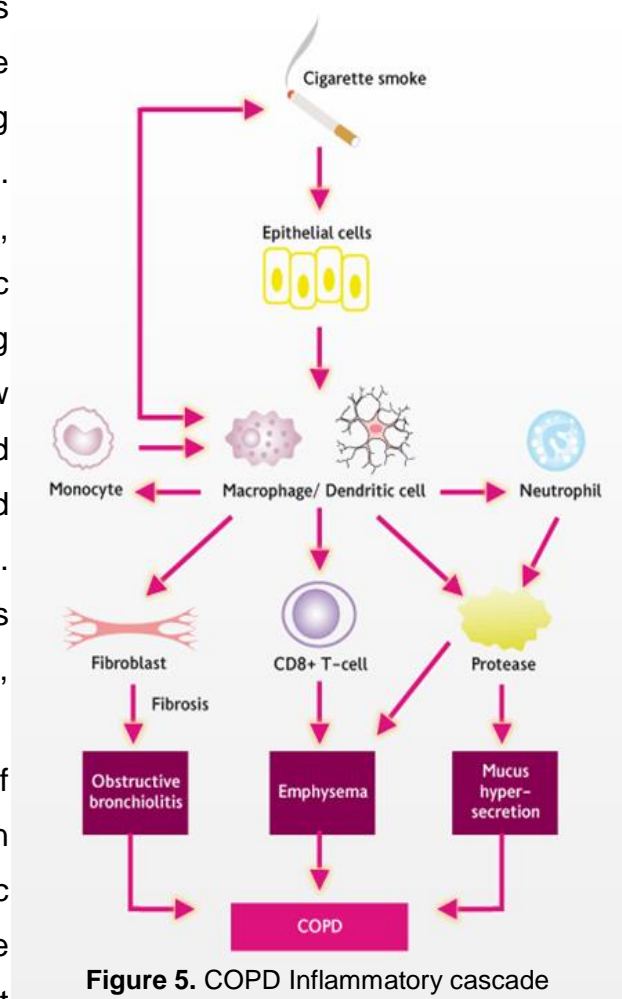 s
e
g
.
,
c
g
w
d
d
.
s
,
f
n
c
e
t
Cigarette smoke
Epithelial cells
Monocyte
Macrophage/ Dendritic cell
Neutrophil
Fibroblast
CD8+ T-cell
Protease
Fibrosis
Obstructive
bronchiolitis
Emphysema
Mucus
hyper-
secretion
COPD
Figure 5. COPD Inflammatory cascade